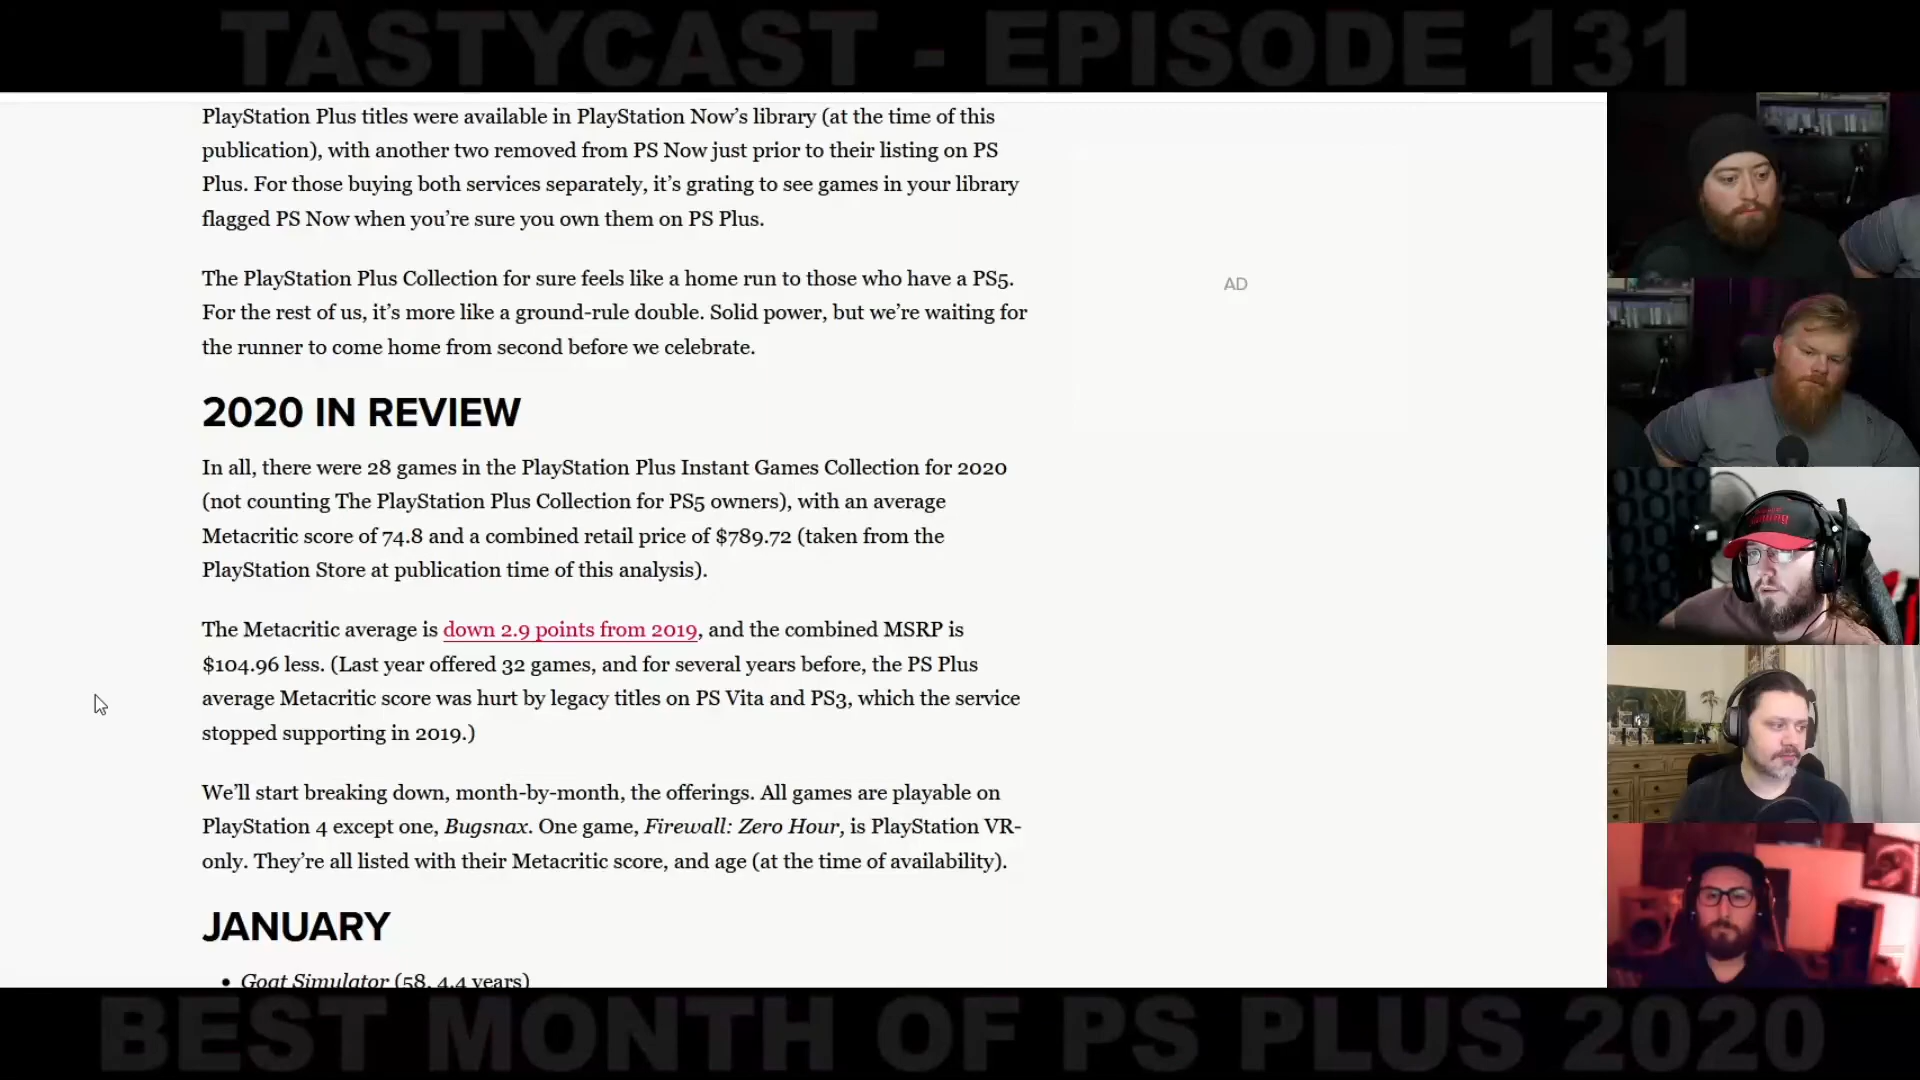 TASTYCAST - EPISODE 131
PlayStation Plus titles were available in PlayStation Now’s library (at the time of this
publication), with another two removed from PS Now just prior to their listing on PS
Plus. For those buying both services separately, it’s grating to see games in your library
flagged PS Now when you’re sure you own them on PS Plus.
The PlayStation Plus Collection for sure feels like a home run to those who have a PS5.
For the rest of us, it’s more like a ground-rule double. Solid power, but we’re waiting for
the runner to come home from second before we celebrate.
AD
2020 IN REVIEW
In all, there were 28 games in the PlayStation Plus Instant Games Collection for 2020
(not counting The PlayStation Plus Collection for PS5 owners), with an average
Metacritic score of 74.8 and a combined retail price of $789.72 (taken from the
PlayStation Store at publication time of this analysis).
The Metacritic average is down 2.9 points from 2019, and the combined MSRP is
$104.96 less. (Last year offered 32 games, and for several years before, the PS Plus
average Metacritic score was hurt by legacy titles on PS Vita and PS3, which the service
stopped supporting in 2019.)
We’ll start breaking down, month-by-month, the offerings. All games are playable on
PlayStation 4 except one, Bugsnax. One game, Firewall: Zero Hour, is PlayStation VR-
only. They’re all listed with their Metacritic score, and age (at the time of availability).
JANUARY
• Goat Simulator (58, 4.4 years)
BEST MONTH OF PS PLUS 2020